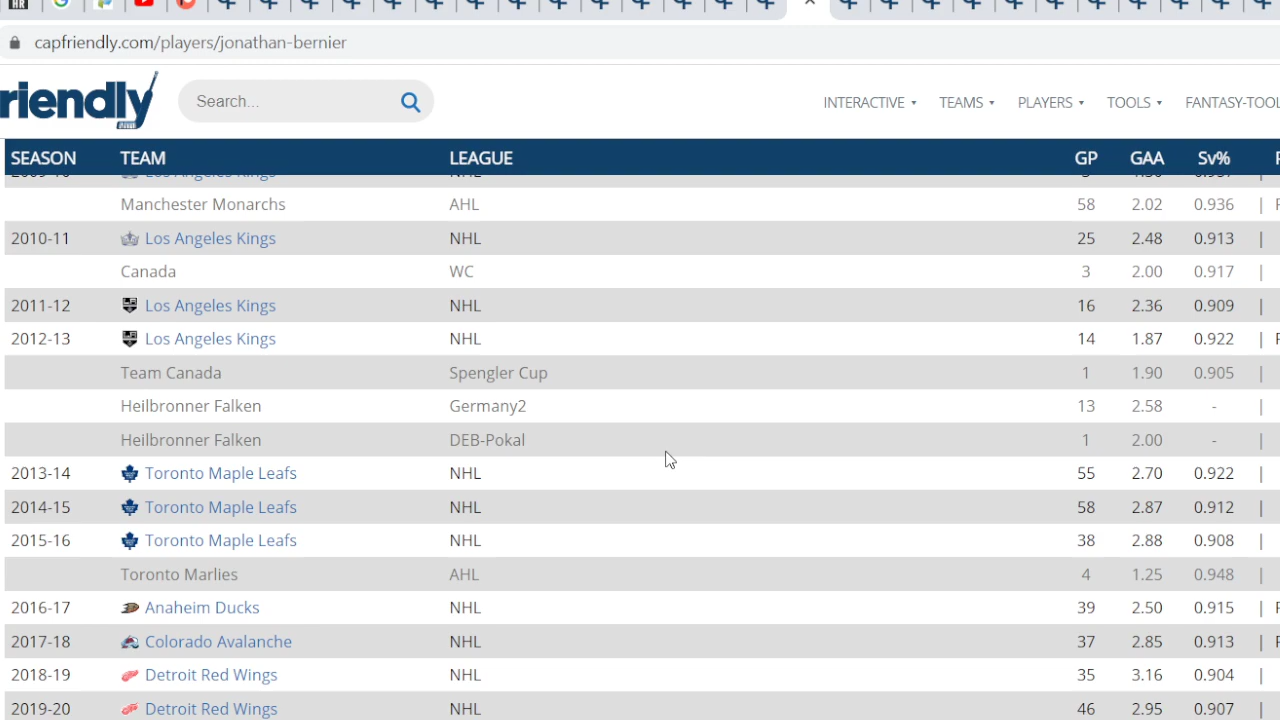 capfriendly.com/players/jonathan-bernier
riendly Search... INTERACTIVE TEAMS PLAYERS TOOLS FANTASY-TOOL
SEASON TEAM LEAGUE GP GAA Sv%
Manchester Monarchs AHL 58 2.02 0.936 |
2010-11 Los Angeles Kings NHL 25 2.48 0.913 |
Canada WC 3 2.00 0.917 |
2011-12 Los Angeles Kings NHL 16 2.36 0.909 |
2012-13 Los Angeles Kings NHL 14 1.87 0.922 |
Team Canada Spengler Cup 1 1.90 0.905 |
Heilbronner Falken Germany2 13 2.58 - |
Heilbronner Falken DEB-Pokal 1 2.00 - |
2013-14 Toronto Maple Leafs NHL 55 2.70 0.922 |
2014-15 Toronto Maple Leafs NHL 58 2.87 0.912 |
2015-16 Toronto Maple Leafs NHL 38 2.88 0.908 |
Toronto Marlies AHL 4 1.25 0.948 |
2016-17 Anaheim Ducks NHL 39 2.50 0.915 |
2017-18 Colorado Avalanche NHL 37 2.85 0.913 |
2018-19 Detroit Red Wings NHL 35 3.16 0.904 |
2019-20 Detroit Red Wings NHL 46 2.95 0.907 |